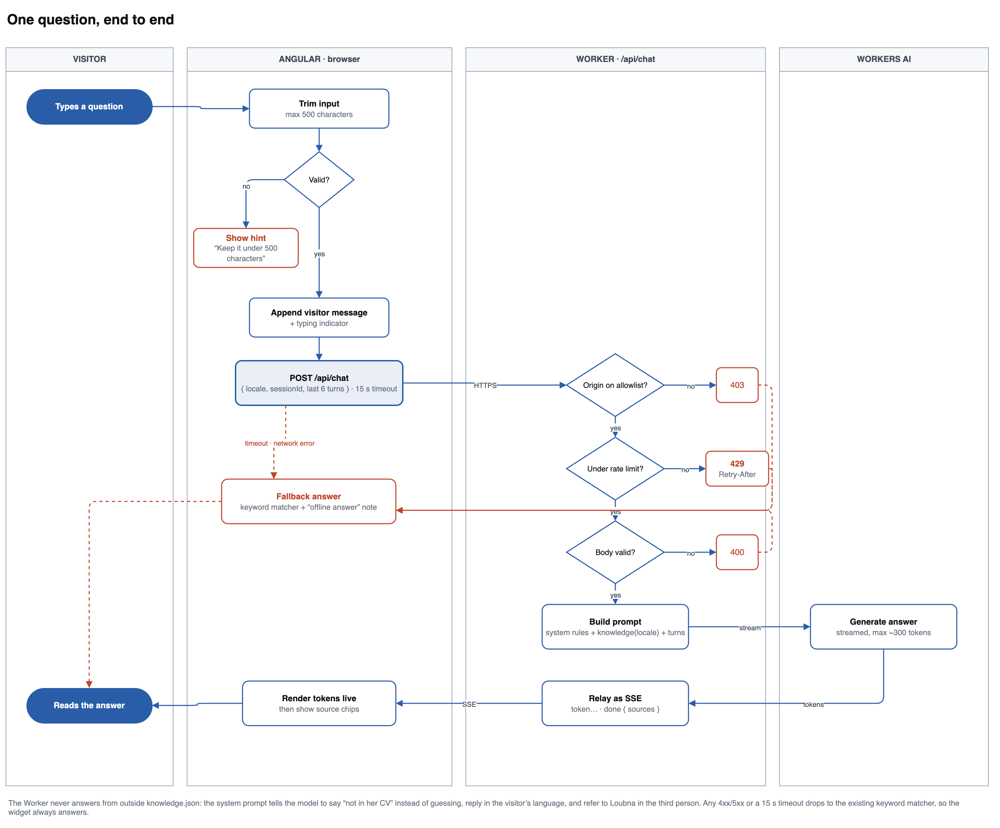 One question, end to end
VISITOR
ANGULAR · browser
WORKER · /api/chat
WORKERS AI
Types a question
Trim input
max 500 characters
Valid?
no
Show hint
“Keep it under 500
characters”
yes
Append visitor message
+ typing indicator
POST /api/chat
{ locale, sessionId, last 6 turns } · 15 s timeout
HTTPS
Origin on allowlist?
no
403
yes
timeout · network error
Under rate limit?
no
429
Retry-After
Fallback answer
keyword matcher + “offline answer” note
yes
Body valid?
no
400
yes
Build prompt
system rules + knowledge(locale) + turns
stream
Generate answer
streamed, max ~300 tokens
Reads the answer
Render tokens live
then show source chips
SSE
Relay as SSE
token… · done { sources }
tokens
The Worker never answers from outside knowledge.json: the system prompt tells the model to say “not in her CV” instead of guessing, reply in the visitor’s language, and refer to Loubna in the third person. Any 4xx/5xx or a 15 s timeout drops to the existing keyword matcher, so the
widget always answers.